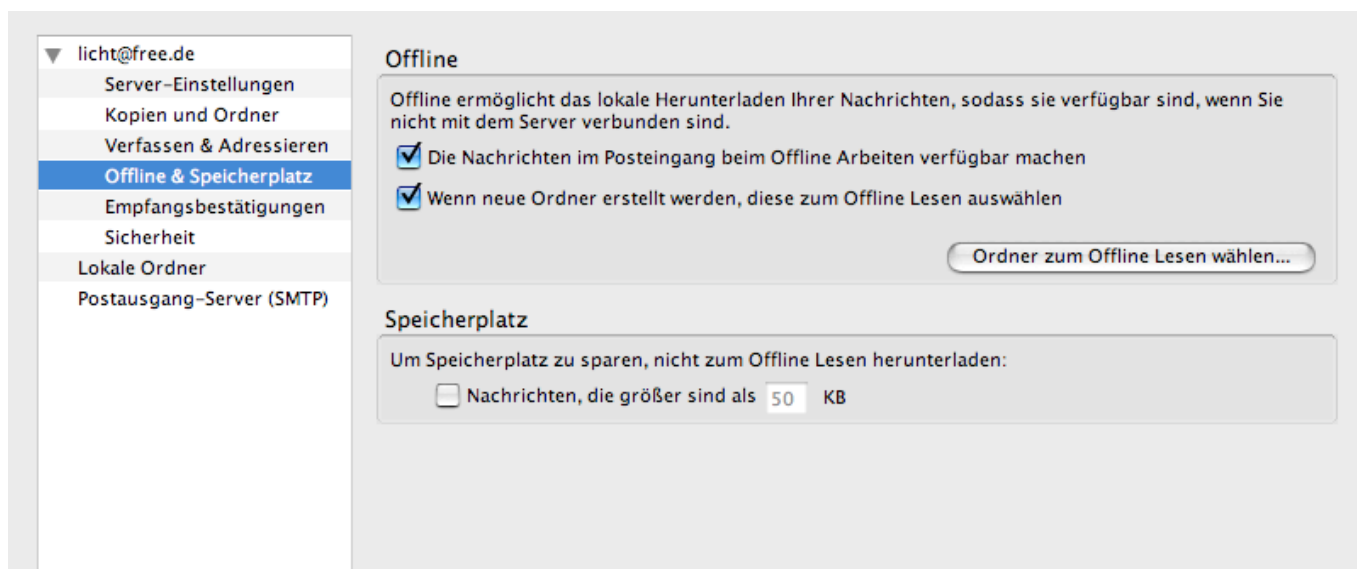 licht@free.de
Server-Einstellungen
Kopien und Ordner
Verfassen & Adressieren
Offline & Speicherplatz
Empfangsbestätigungen
Sicherheit
Lokale Ordner
Postausgang-Server (SMTP)
Offline
Offline ermöglicht das lokale Herunterladen Ihrer Nachrichten, sodass sie verfügbar sind, wenn Sie
nicht mit dem Server verbunden sind.
Die Nachrichten im Posteingang beim Offline Arbeiten verfügbar machen
Wenn neue Ordner erstellt werden, diese zum Offline Lesen auswählen
Ordner zum Offline Lesen wählen...
Speicherplatz
Um Speicherplatz zu sparen, nicht zum Offline Lesen herunterladen:
Nachrichten, die größer sind als 50 KB